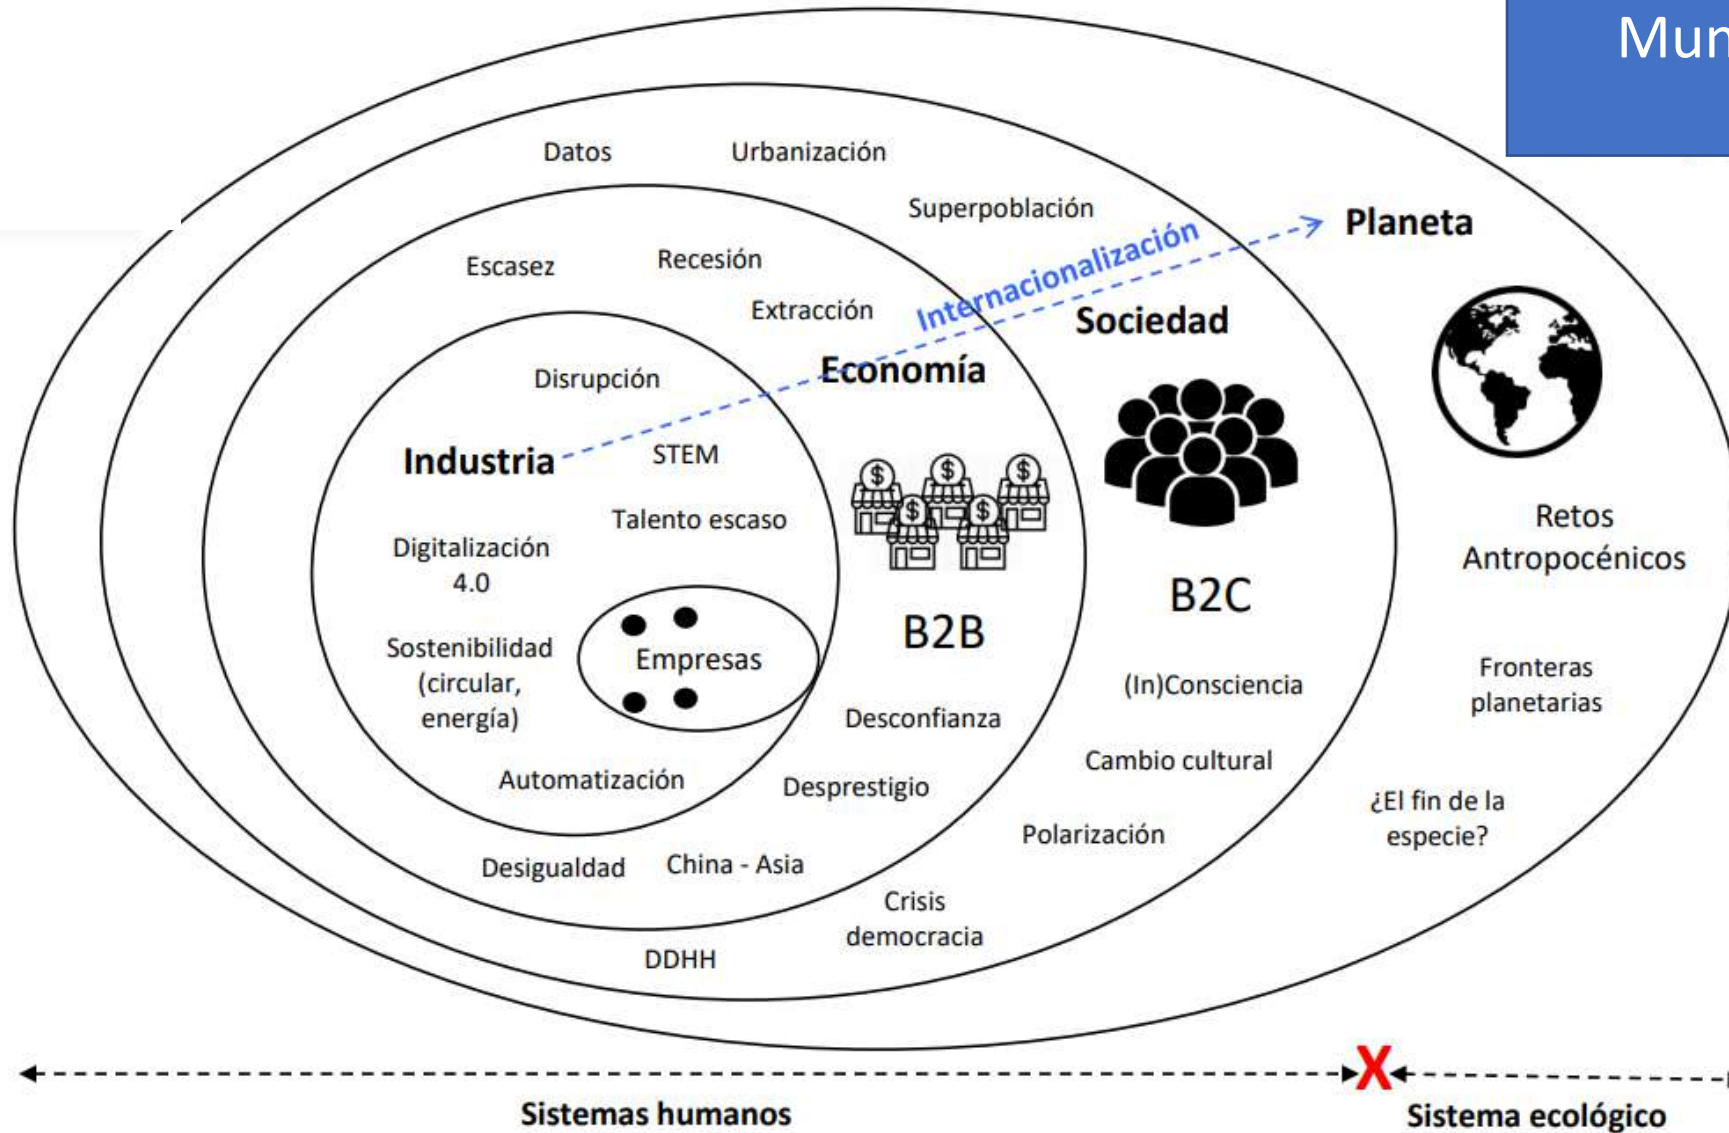 Mun
Datos
Urbanización
Superpoblación
Planeta
Internacionalización
Escasez
Recesión
Extracción
Sociedad
Economía
Disrupción
Industria
STEM
Talento escaso
Digitalización
4.0
Retos
Antropocénicos
B2C
B2B
Sostenibilidad
(circular,
energía)
Empresas
(In)Consciencia
Fronteras
planetarias
Desconfianza
Cambio cultural
Automatización
Desprestigio
Polarización
¿El fin de la
especie?
Desigualdad
China - Asia
Crisis
democracia
DDHH
X
Sistemas humanos
Sistema ecológico
$
$
$
$
$